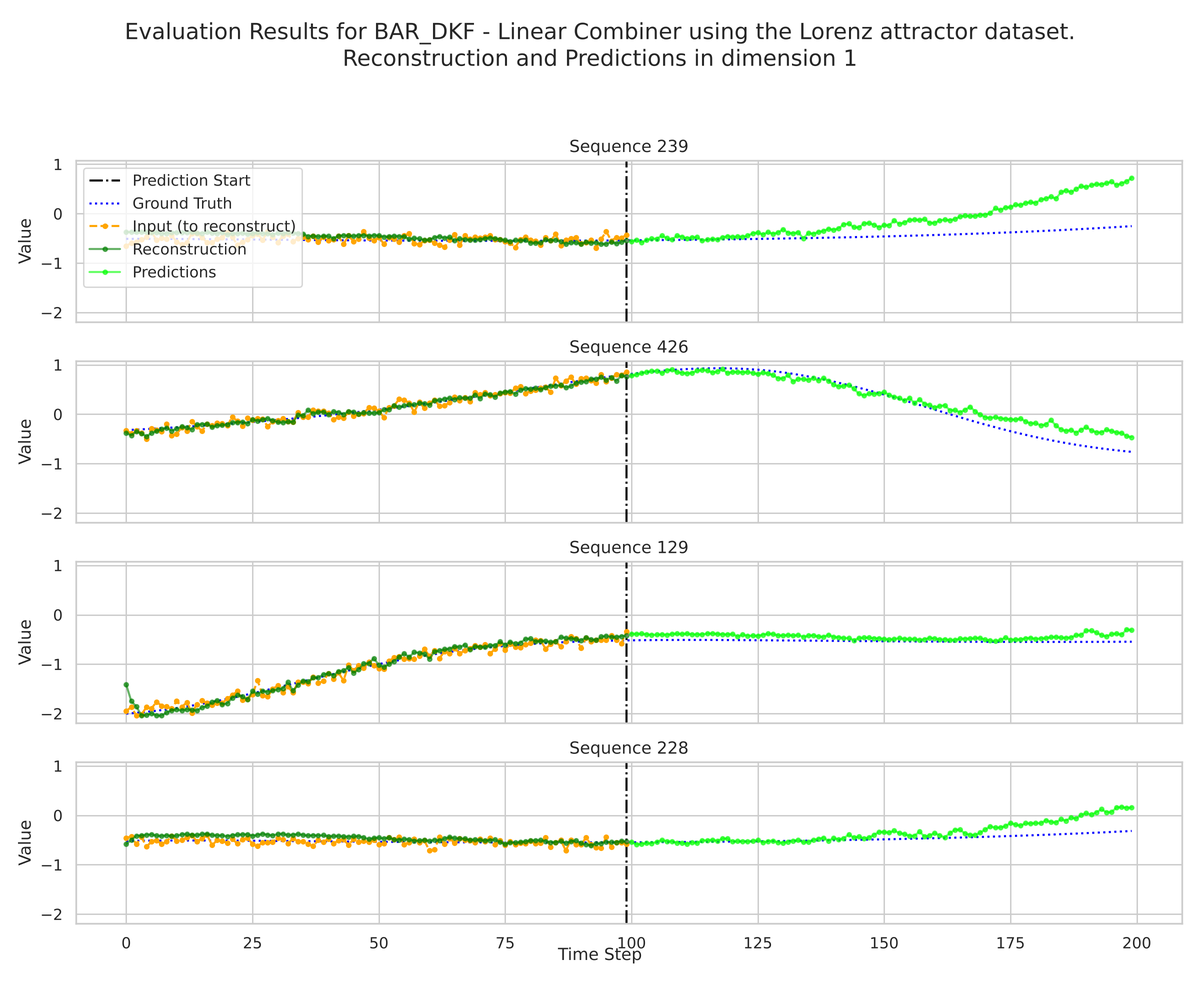 Evaluation Results for BAR_DKF - Linear Combiner using the Lorenz attractor dataset.
Reconstruction and Predictions in dimension 1
Sequence 239
1
0
−1
−2
Value
Prediction Start
Ground Truth
Input (to reconstruct)
Reconstruction
Predictions
Sequence 426
1
0
−1
−2
Value
Sequence 129
1
0
−1
−2
Value
Sequence 228
1
0
−1
−2
Value
0 25 50 75 100 125 150 175 200
Time Step